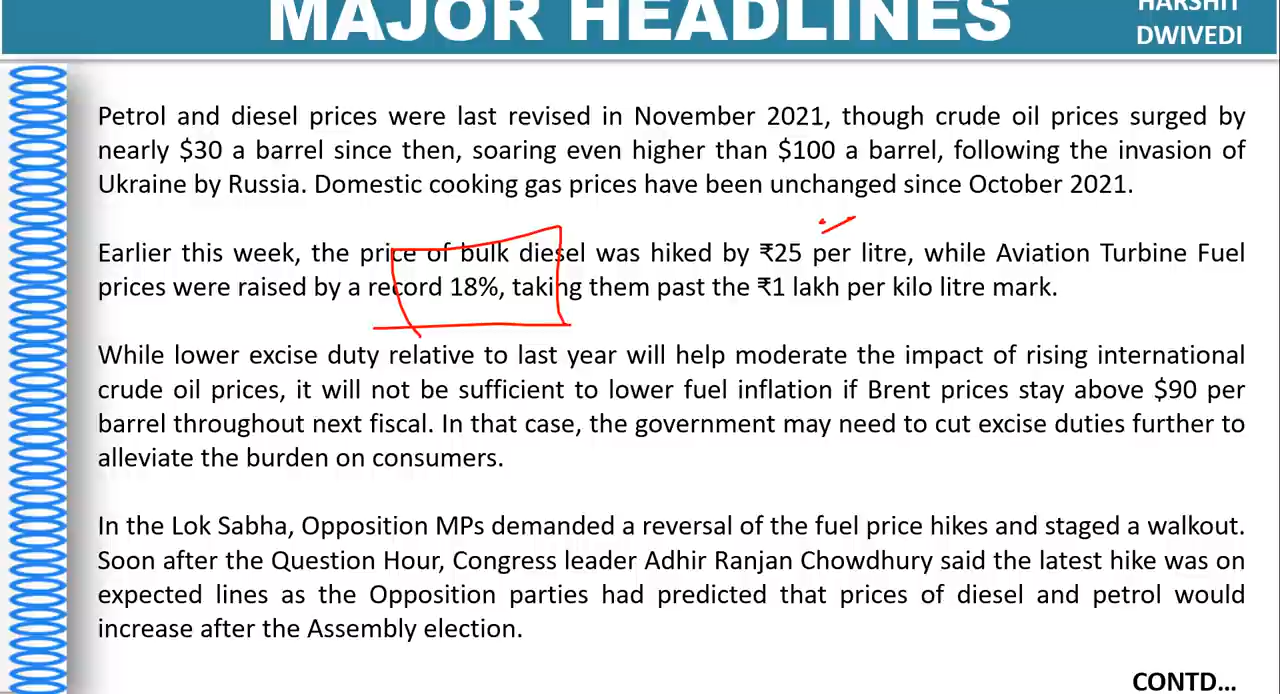 MAJOR HEADLINES
HARSHIT
DWIVEDI
Petrol and diesel prices were last revised in November 2021, though crude oil prices surged by
nearly $30 a barrel since then, soaring even higher than $100 a barrel, following the invasion of
Ukraine by Russia. Domestic cooking gas prices have been unchanged since October 2021.
Earlier this week, the price of bulk diesel was hiked by ₹25 per litre, while Aviation Turbine Fuel
prices were raised by a record 18%, taking them past the ₹1 lakh per kilo litre mark.
While lower excise duty relative to last year will help moderate the impact of rising international
crude oil prices, it will not be sufficient to lower fuel inflation if Brent prices stay above $90 per
barrel throughout next fiscal. In that case, the government may need to cut excise duties further to
alleviate the burden on consumers.
In the Lok Sabha, Opposition MPs demanded a reversal of the fuel price hikes and staged a walkout.
Soon after the Question Hour, Congress leader Adhir Ranjan Chowdhury said the latest hike was on
expected lines as the Opposition parties had predicted that prices of diesel and petrol would
increase after the Assembly election.
CONTD...